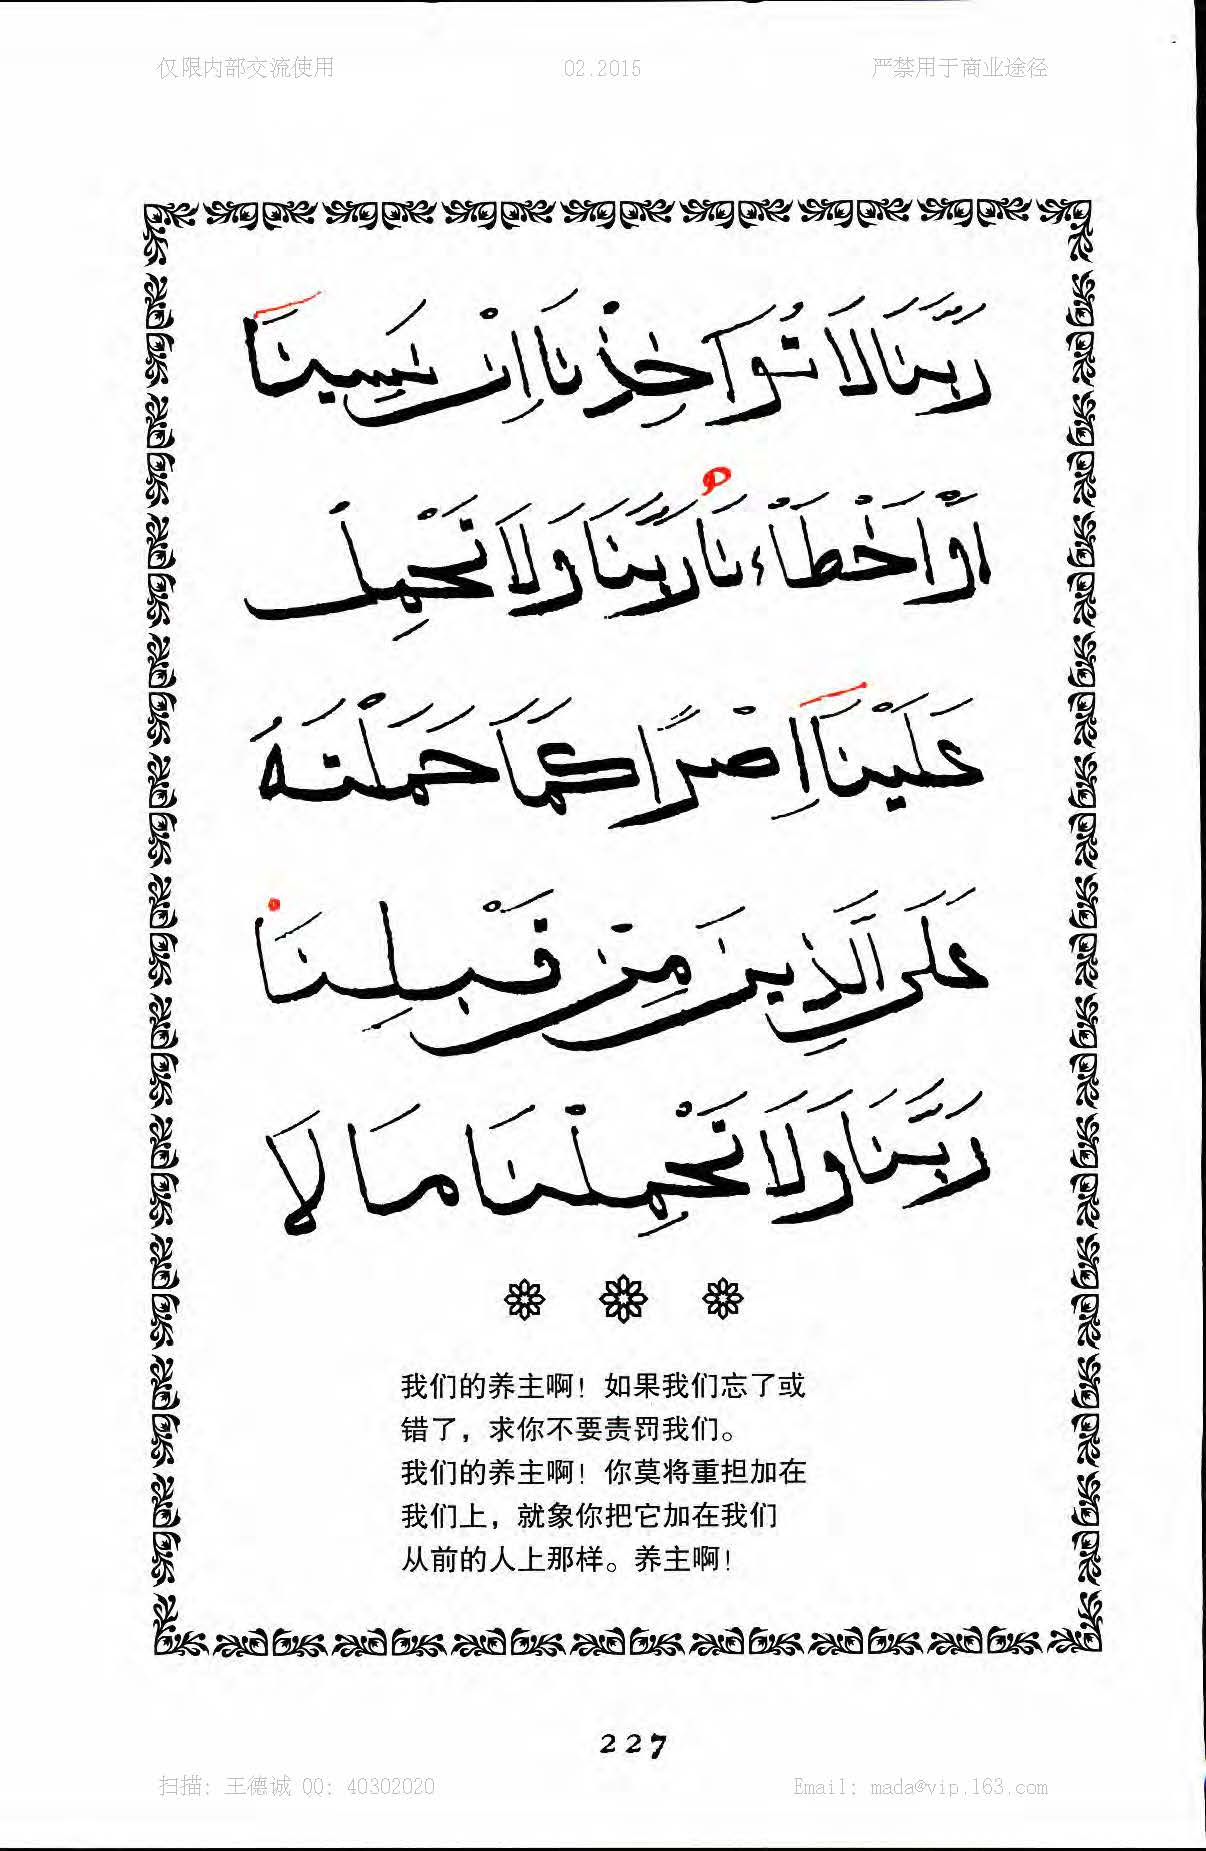 仅限内部交流使用 02.2015 严禁用于商业途径
رَبَّنَا لَا تُوَاخِذْنَا اِنْ نَسِينَا
اَوْ اَخْطَاْءنَا رَبَّنَا وَلَا تَحْمِلْ
عَلَيْنَا اِصْرًا كَمَا حَمَلْتَهُ
عَلَى الَّذِينَ مِنْ قَبْلِنَا
رَبَّنَا وَلَا تَحْمِلْنَا مَا لَا
我们的养主啊！如果我们忘了或
错了，求你不要责罚我们。
我们的养主啊！你莫将重担加在
我们上，就象你把它加在我们
从前的人上那样。养主啊！
227
扫描: 王德诚 QQ: 40302020 Email: mada@vip.163.com